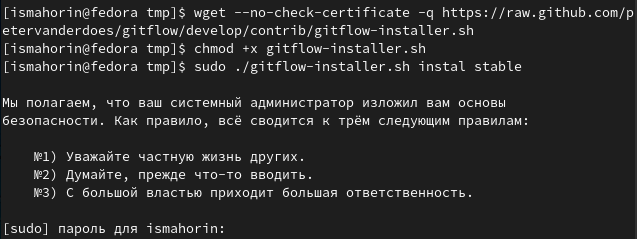 [ismahorin@fedora tmp]$ wget --no-check-certificate -q https://raw.github.com/p
etervanderdoes/gitflow/develop/contrib/gitflow-installer.sh
[ismahorin@fedora tmp]$ chmod +x gitflow-installer.sh
[ismahorin@fedora tmp]$ sudo ./gitflow-installer.sh instal stable
Мы полагаем, что ваш системный администратор изложил вам основы
безопасности. Как правило, всё сводится к трём следующим правилам:
№1) Уважайте частную жизнь других.
№2) Думайте, прежде что-то вводить.
№3) С большой властью приходит большая ответственность.
[sudo] пароль для ismahorin: